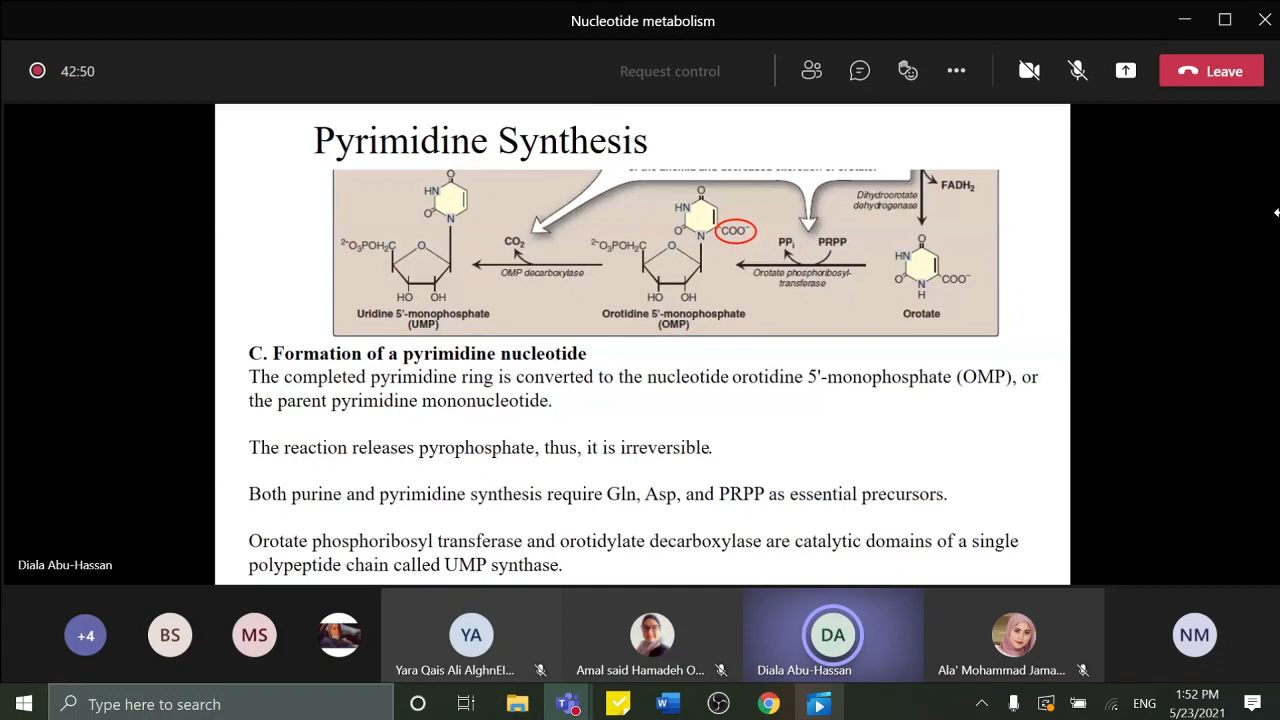 Nucleotide metabolism
42:50
Request control
Leave
Pyrimidine Synthesis
FADH2
Dihydroorotate
dehydrogenase
O
HN
O
N
2-O3POH2C
O
HO OH
Uridine 5'-monophosphate
(UMP)
CO2
OMP decarboxylase
O
HN
O
N
COO-
2-O3POH2C
O
HO OH
Orotidine 5'-monophosphate
(OMP)
PPi PRPP
Orotate phosphoribosyl-
transferase
O
HN
O
N
H
COO-
Orotate
C. Formation of a pyrimidine nucleotide
The completed pyrimidine ring is converted to the nucleotide orotidine 5'-monophosphate (OMP), or
the parent pyrimidine mononucleotide.
The reaction releases pyrophosphate, thus, it is irreversible.
Both purine and pyrimidine synthesis require Gln, Asp, and PRPP as essential precursors.
Orotate phosphoribosyl transferase and orotidylate decarboxylase are catalytic domains of a single
polypeptide chain called UMP synthase.
Diala Abu-Hassan
+4
BS
MS
YA
Yara Qais Ali AlghnEl...
Amal said Hamadeh O...
DA
Diala Abu-Hassan
Ala' Mohammad Jama...
NM
Type here to search
ENG
1:52 PM
5/23/2021